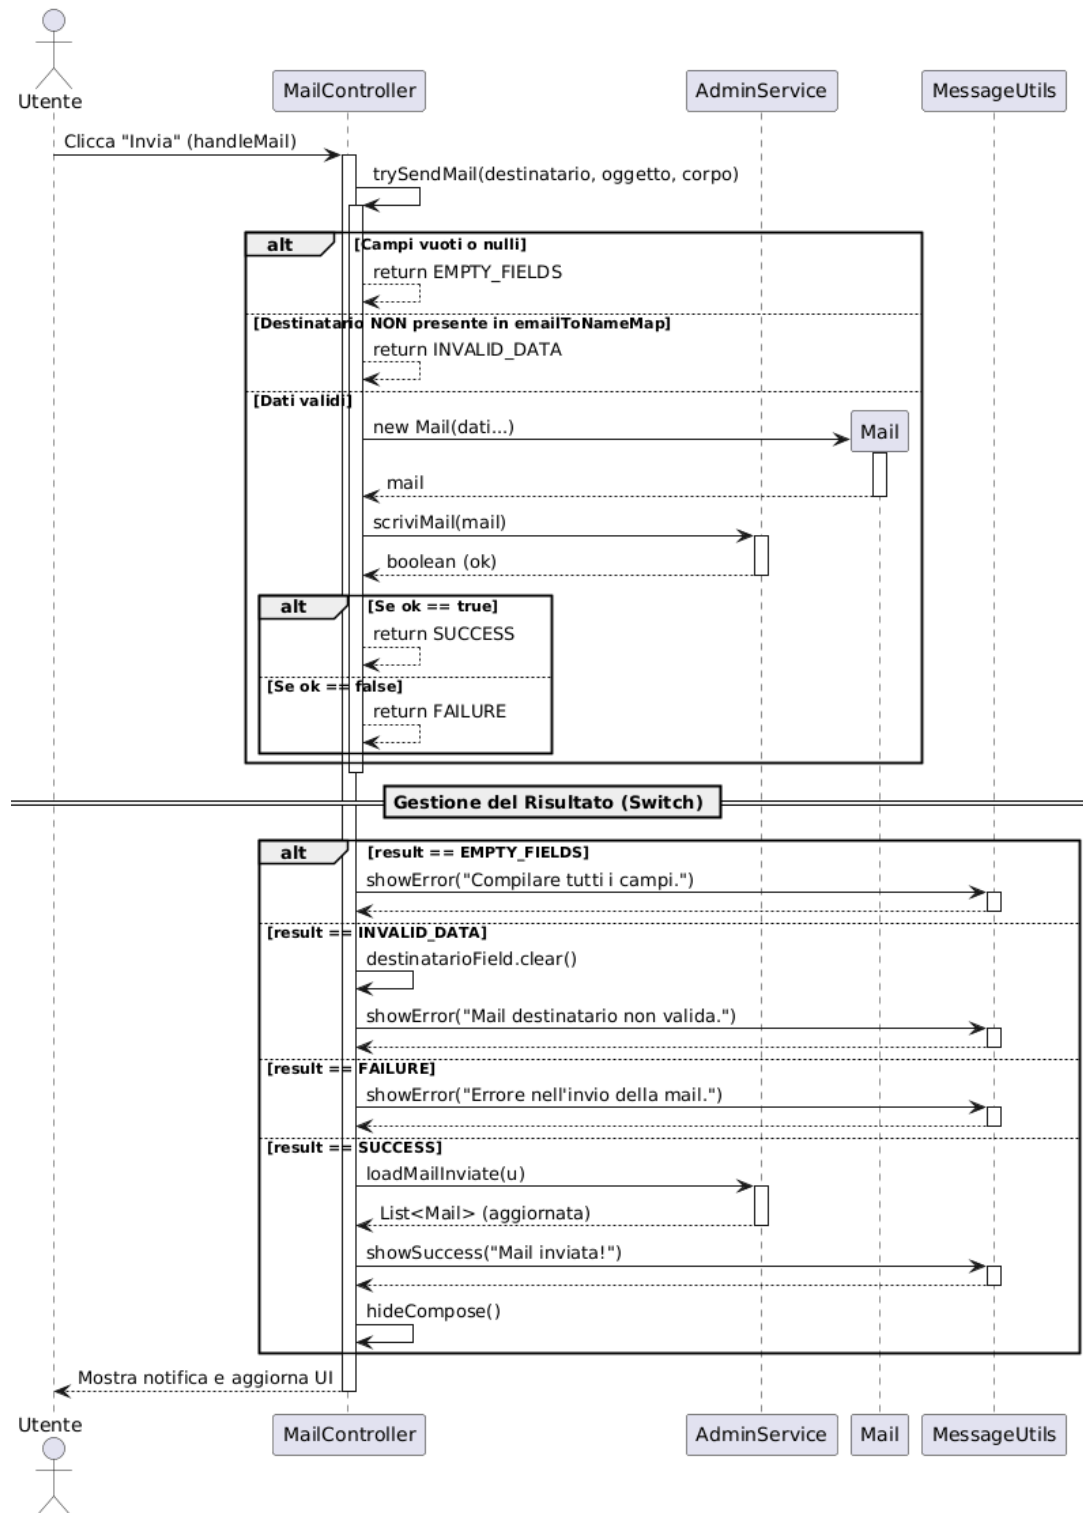 Utente
MailController
AdminService
MessageUtils
Clicca "Invia" (handleMail)
trySendMail(destinatario, oggetto, corpo)
alt
[Campi vuoti o nulli]
return EMPTY_FIELDS
[Destinatario NON presente in emailToNameMap]
return INVALID_DATA
[Dati validi]
new Mail(dati...)
Mail
mail
scriviMail(mail)
boolean (ok)
alt
[Se ok == true]
return SUCCESS
[Se ok == false]
return FAILURE
Gestione del Risultato (Switch)
alt
[result == EMPTY_FIELDS]
showError("Compilare tutti i campi.")
[result == INVALID_DATA]
destinatarioField.clear()
showError("Mail destinatario non valida.")
[result == FAILURE]
showError("Errore nell'invio della mail.")
[result == SUCCESS]
loadMailInviate(u)
List<Mail> (aggiornata)
showSuccess("Mail inviata!")
hideCompose()
Mostra notifica e aggiorna UI
Utente
MailController
AdminService
Mail
MessageUtils